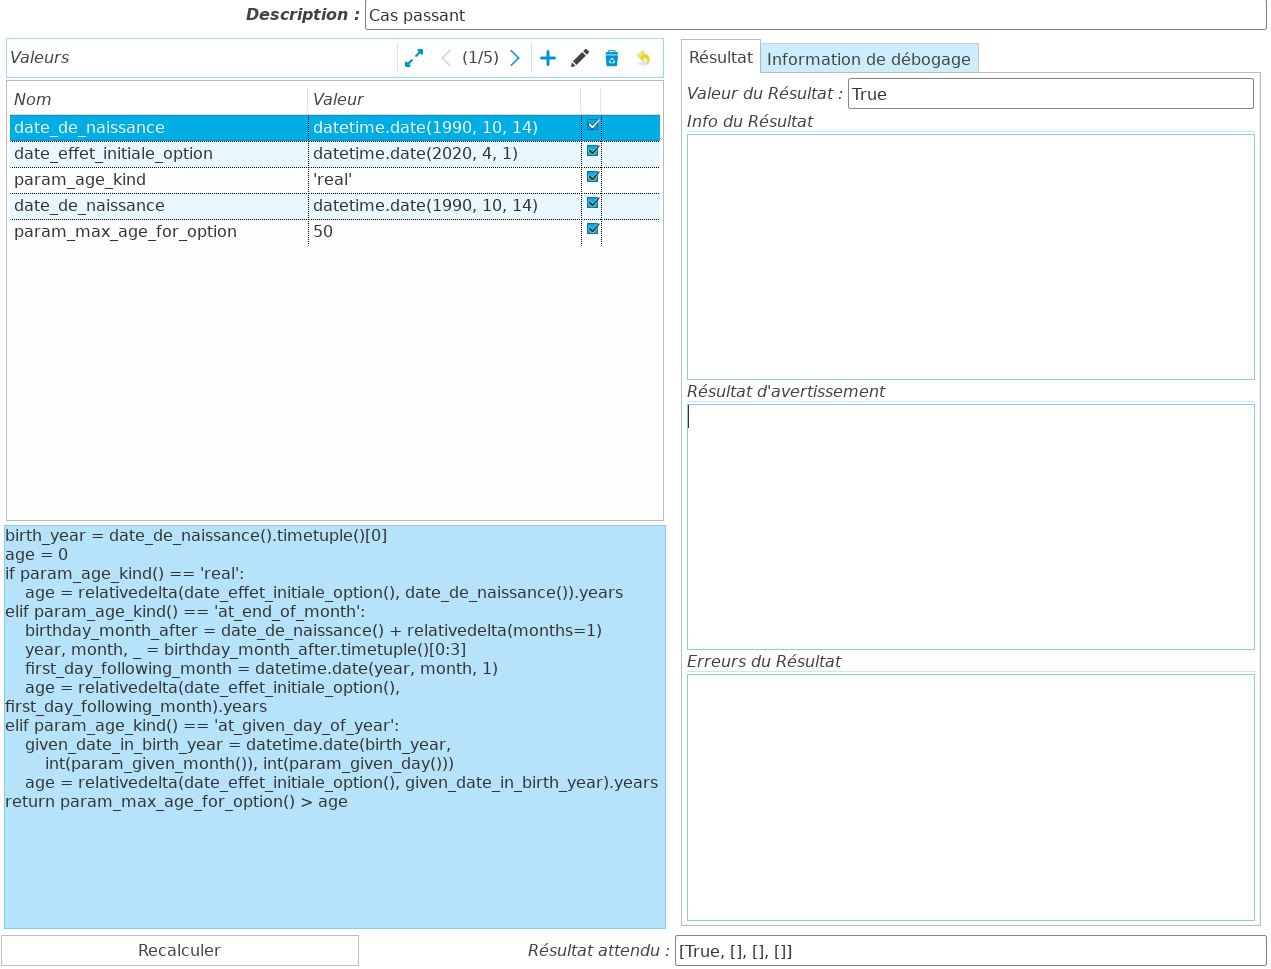 Description : Cas passant
Valeurs (1/5)
Nom Valeur
date_de_naissance datetime.date(1990, 10, 14)
date_effet_initiale_option datetime.date(2020, 4, 1)
param_age_kind 'real'
date_de_naissance datetime.date(1990, 10, 14)
param_max_age_for_option 50
birth_year = date_de_naissance().timetuple()[0]
age = 0
if param_age_kind() == 'real':
    age = relativedelta(date_effet_initiale_option(), date_de_naissance()).years
elif param_age_kind() == 'at_end_of_month':
    birthday_month_after = date_de_naissance() + relativedelta(months=1)
    year, month, _ = birthday_month_after.timetuple()[0:3]
    first_day_following_month = datetime.date(year, month, 1)
    age = relativedelta(date_effet_initiale_option(),
first_day_following_month).years
elif param_age_kind() == 'at_given_day_of_year':
    given_date_in_birth_year = datetime.date(birth_year,
        int(param_given_month()), int(param_given_day()))
    age = relativedelta(date_effet_initiale_option(), given_date_in_birth_year).years
return param_max_age_for_option() > age
Résultat Information de débogage
Valeur du Résultat : True
Info du Résultat
Résultat d'avertissement
Erreurs du Résultat
Recalculer
Résultat attendu : [True, [], [], []]